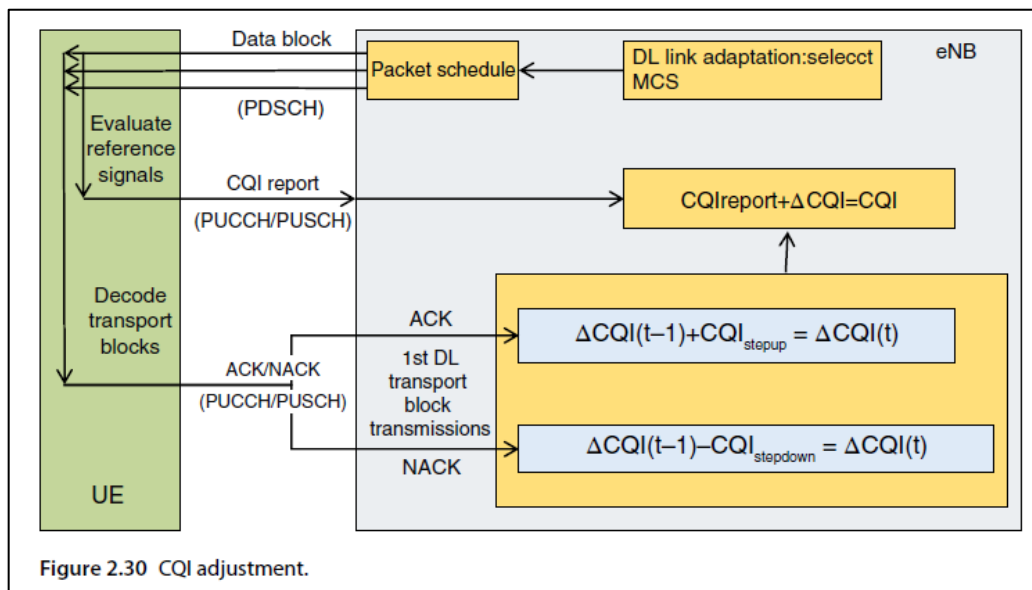 Data block
eNB
Packet schedule
DL link adaptation:selecct
MCS
(PDSCH)
Evaluate
reference
signals
CQI report
(PUCCH/PUSCH)
CQIreport+ΔCQI=CQI
Decode
transport
blocks
ACK
ΔCQI(t–1)+CQIstepup = ΔCQI(t)
ACK/NACK
(PUCCH/PUSCH)
1st DL
transport
block
transmissions
NACK
ΔCQI(t–1)–CQIstepdown = ΔCQI(t)
UE
Figure 2.30 CQI adjustment.